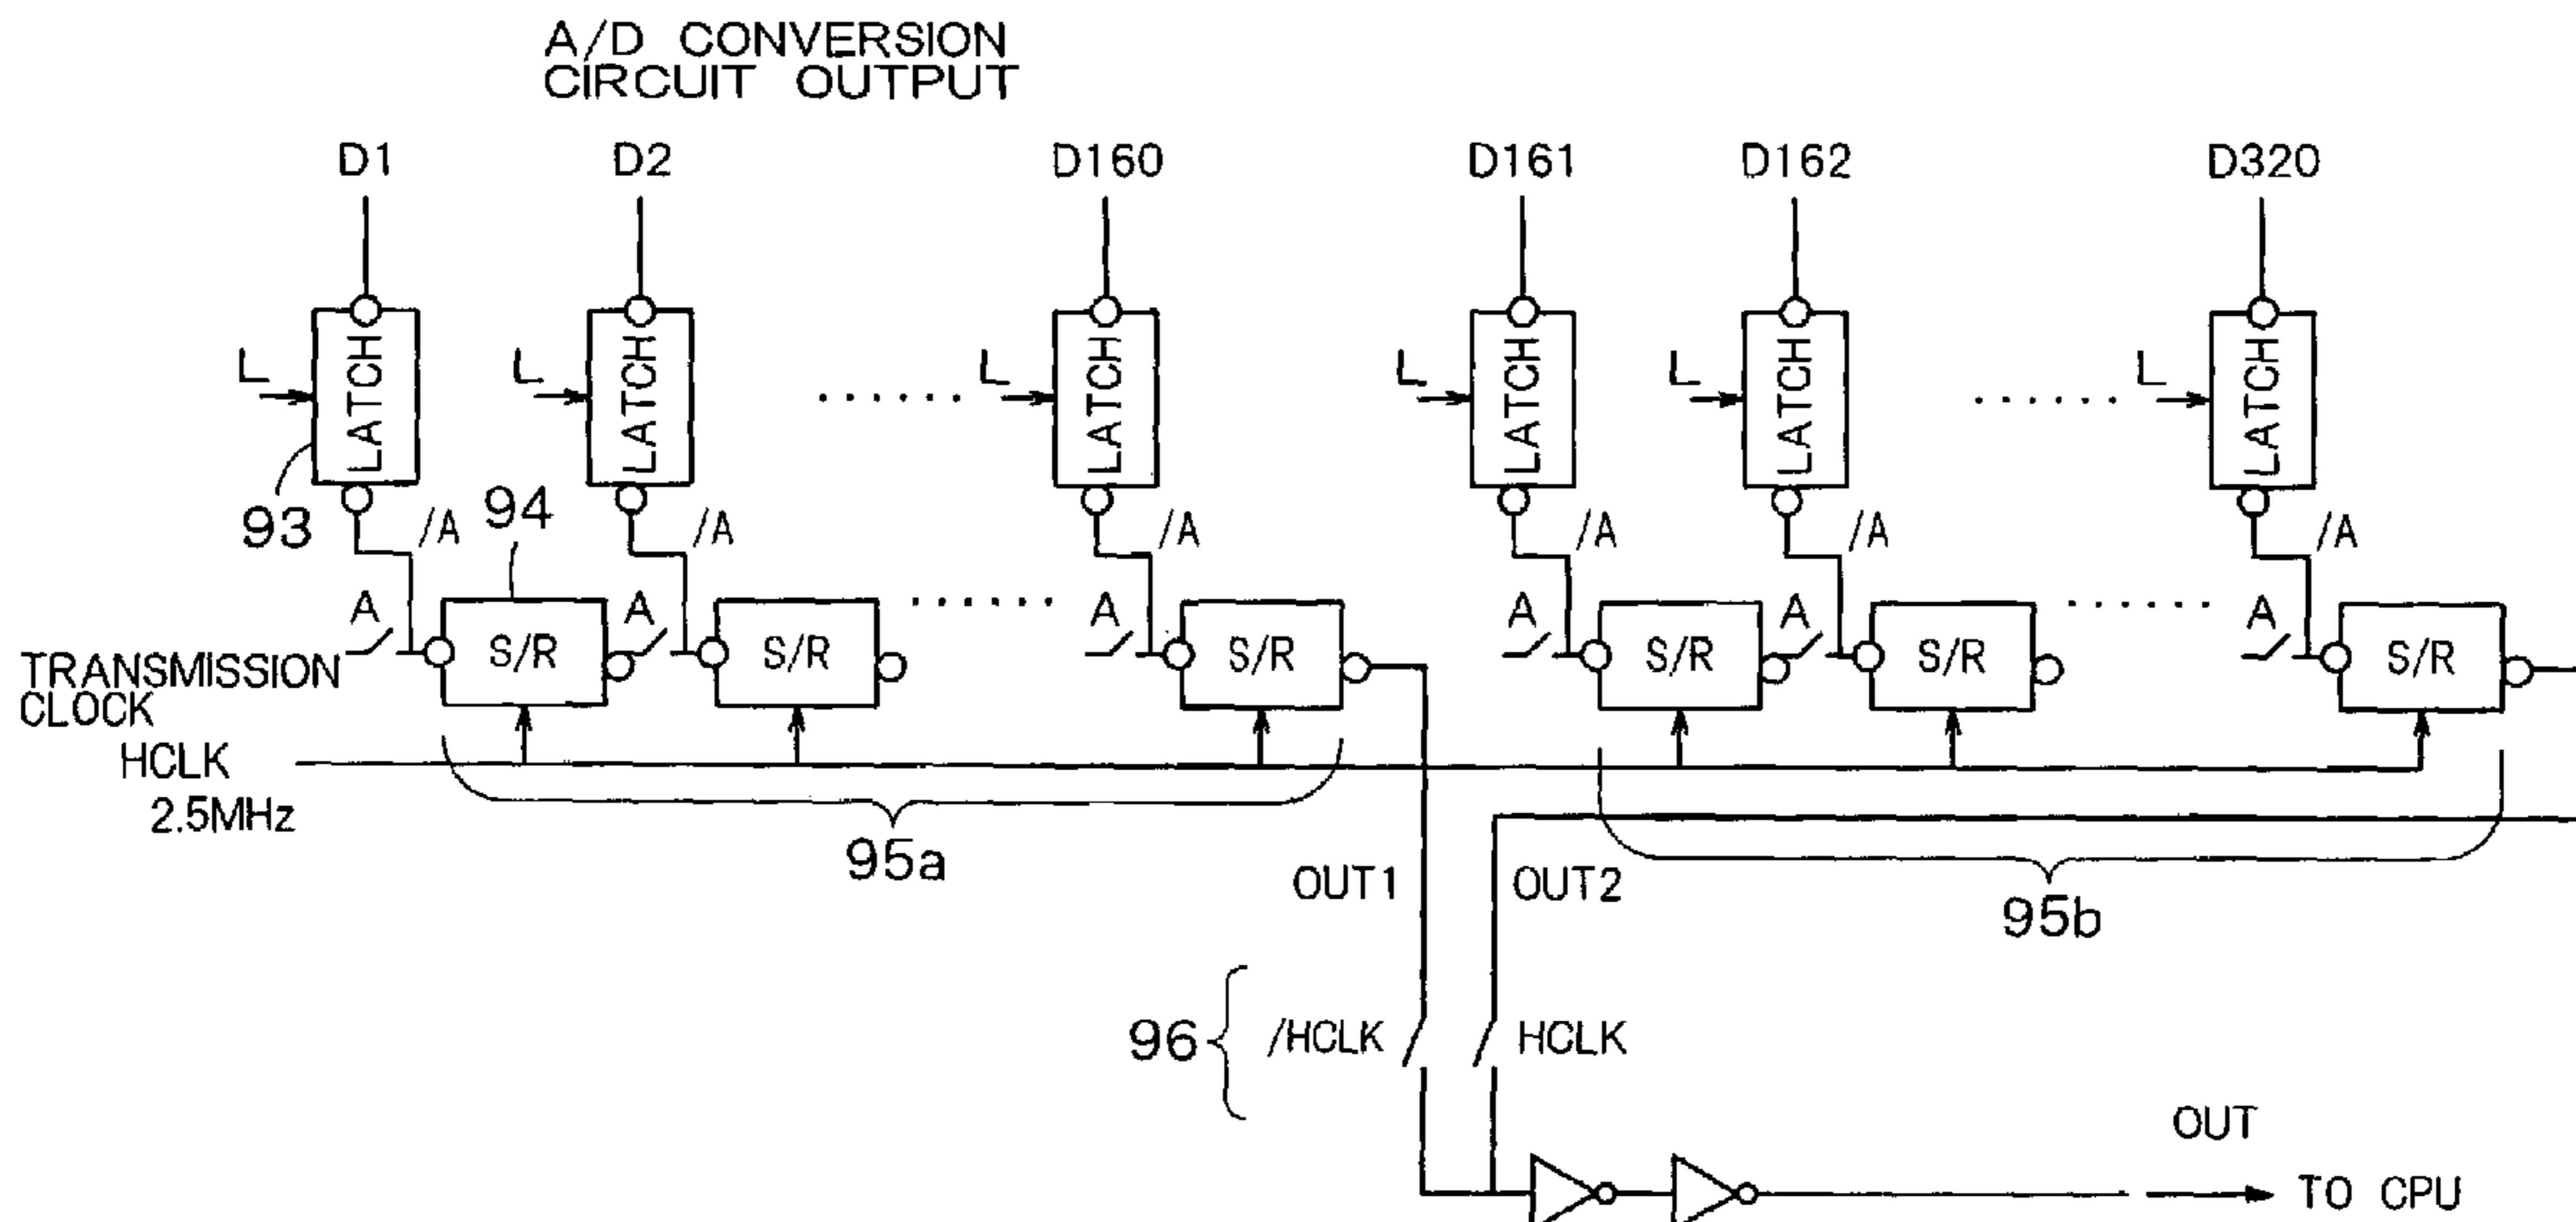 A/D CONVERSION
CIRCUIT OUTPUT
D1 D2 D160 D161 D162 D320
L L ...... L L L ...... L
LATCH LATCH LATCH LATCH LATCH LATCH
93 94 /A /A /A /A /A /A
A A ...... A A A ...... A
S/R S/R S/R S/R S/R S/R
TRANSMISSION
CLOCK
HCLK
2.5MHz
95a
OUT1 OUT2
95b
96 /HCLK HCLK
OUT
TO CPU